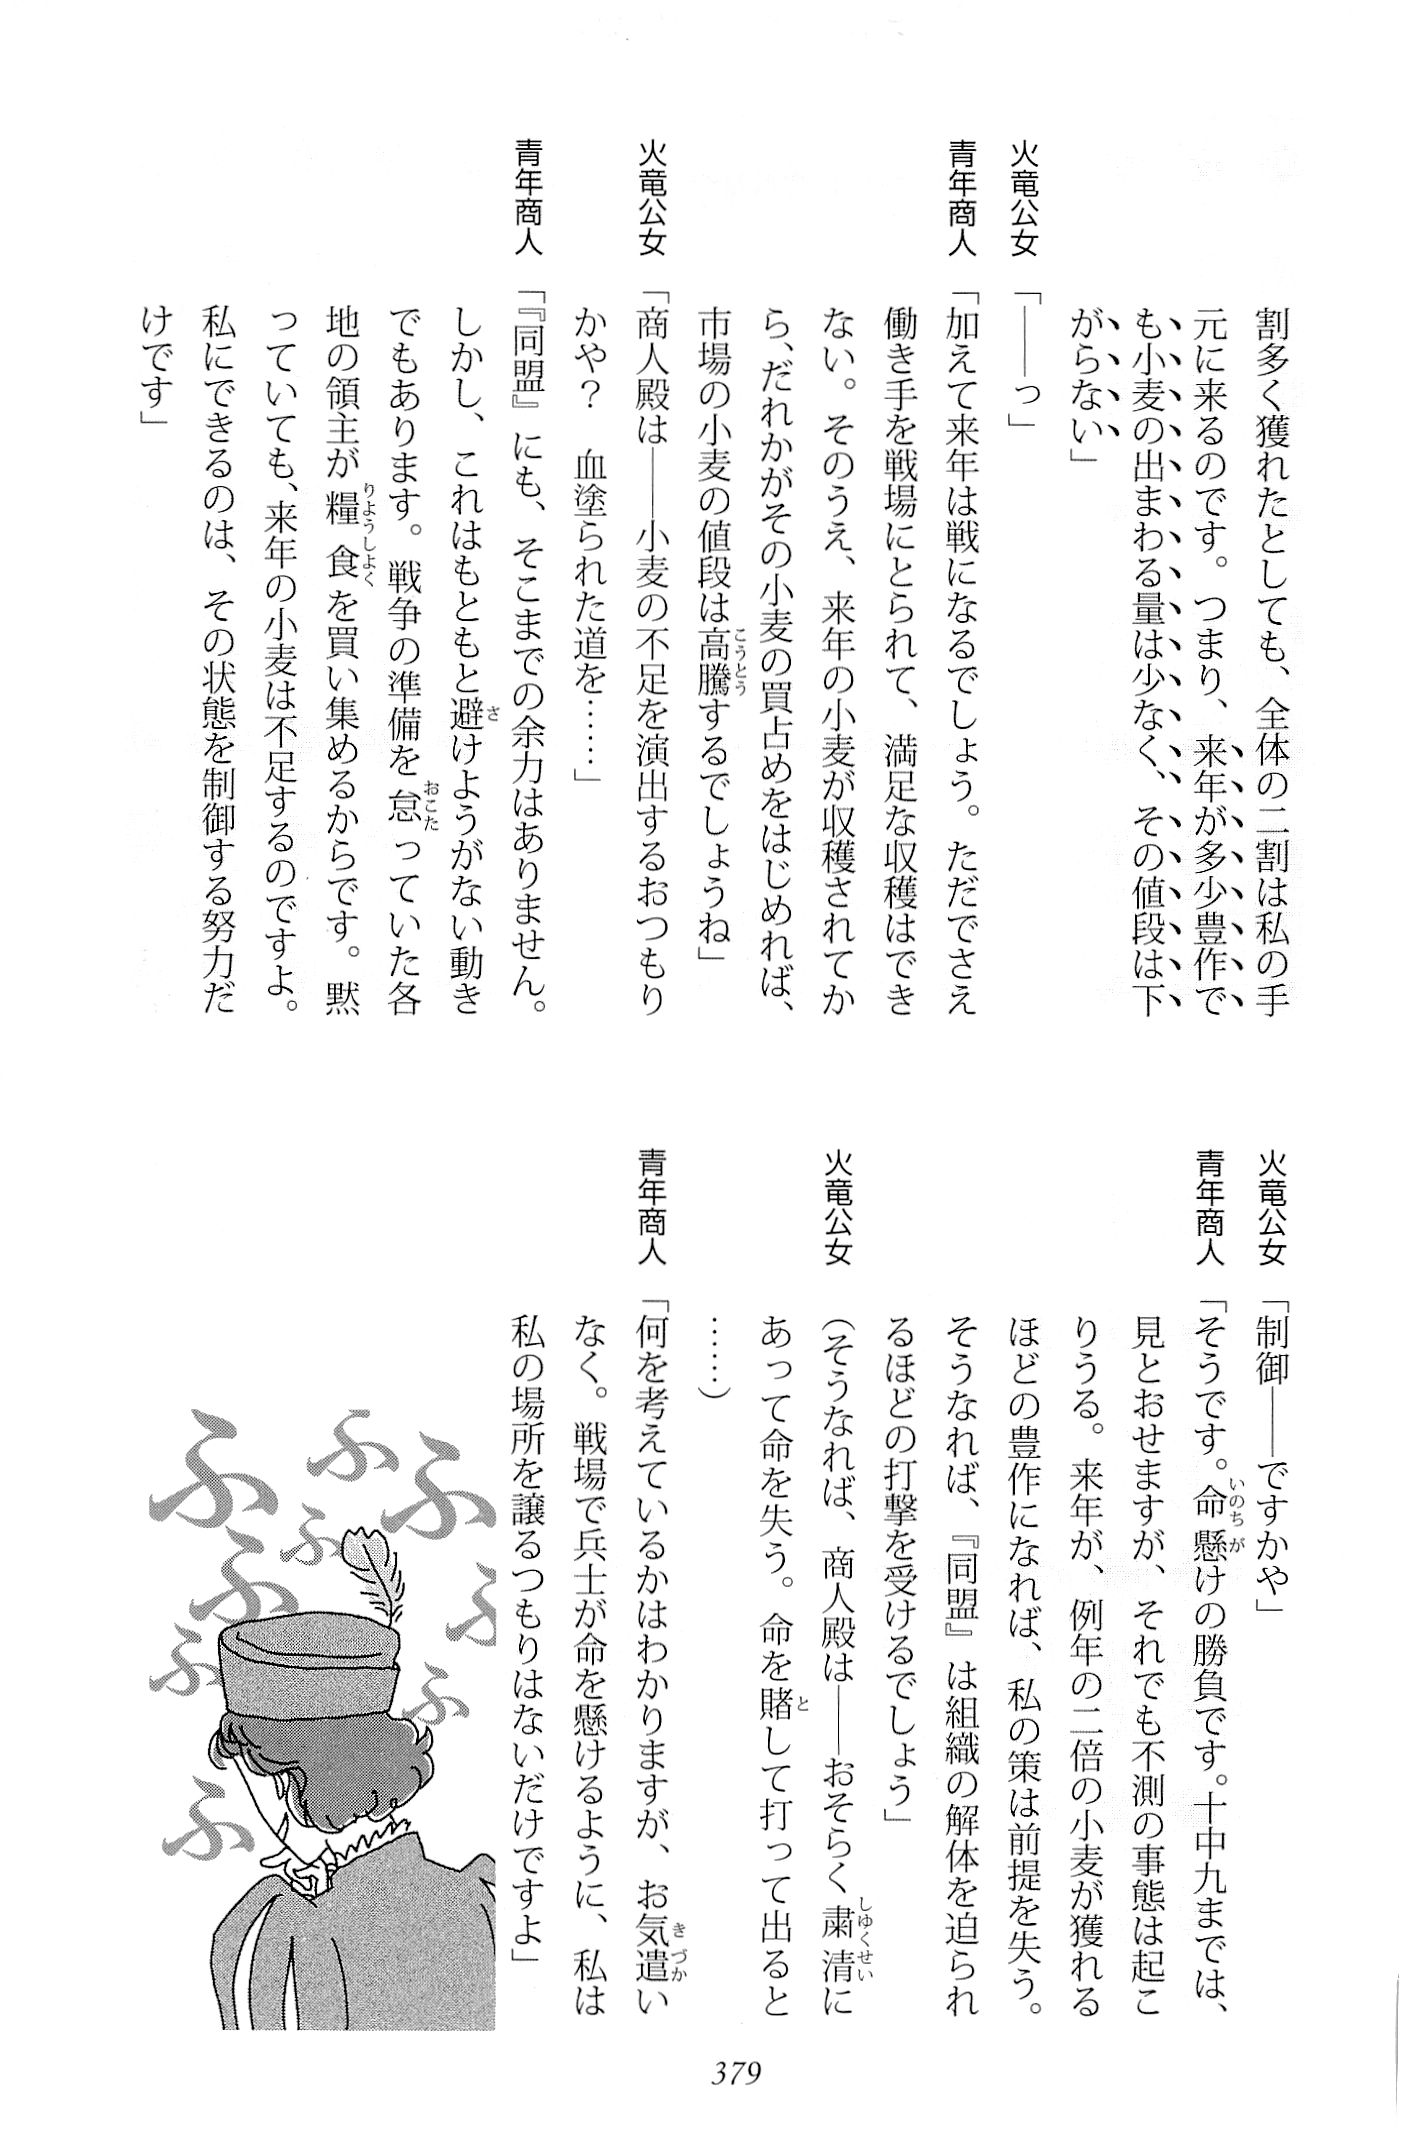 割多く獲れたとしても、全体の二割は私の手
元に来るのです。つまり、来年が多少豊作で
も小麦の出まわる量は少なく、その値段は下
がらない」
火竜公女「――っ」
青年商人「加えて来年は戦になるでしょう。ただでさえ
働き手を戦場にとられて、満足な収穫はでき
ない。そのうえ、来年の小麦が収穫されてか
ら、だれかがその小麦の買占めをはじめれば、
市場の小麦の値段は高騰するでしょうね」
火竜公女「商人殿は――小麦の不足を演出するおつもり
かや？　血塗られた道を……」
青年商人「『同盟』にも、そこまでの余力はありません。
しかし、これはもともと避けようがない動き
でもあります。戦争の準備を怠っていた各
地の領主が糧食を買い集めるからです。黙
っていても、来年の小麦は不足するのですよ。
私にできるのは、その状態を制御する努力だ
けです」
火竜公女「制御――ですかや」
青年商人「そうです。命懸けの勝負です。十中九までは、
見とおせますが、それでも不測の事態は起こ
りうる。来年が、例年の二倍の小麦が獲れる
ほどの豊作になれば、私の策は前提を失う。
そうなれば、『同盟』は組織の解体を迫られ
るほどの打撃を受けるでしょう」
火竜公女（そうなれば、商人殿は――おそらく粛清に
あって命を失う。命を賭して打って出ると
……）
青年商人「何を考えているかはわかりますが、お気遣い
なく。戦場で兵士が命を懸けるように、私は
私の場所を譲るつもりはないだけですよ」
ふ
ふ
ふ
ふ
ふ
ふ
ふ
ふ
ふ
379